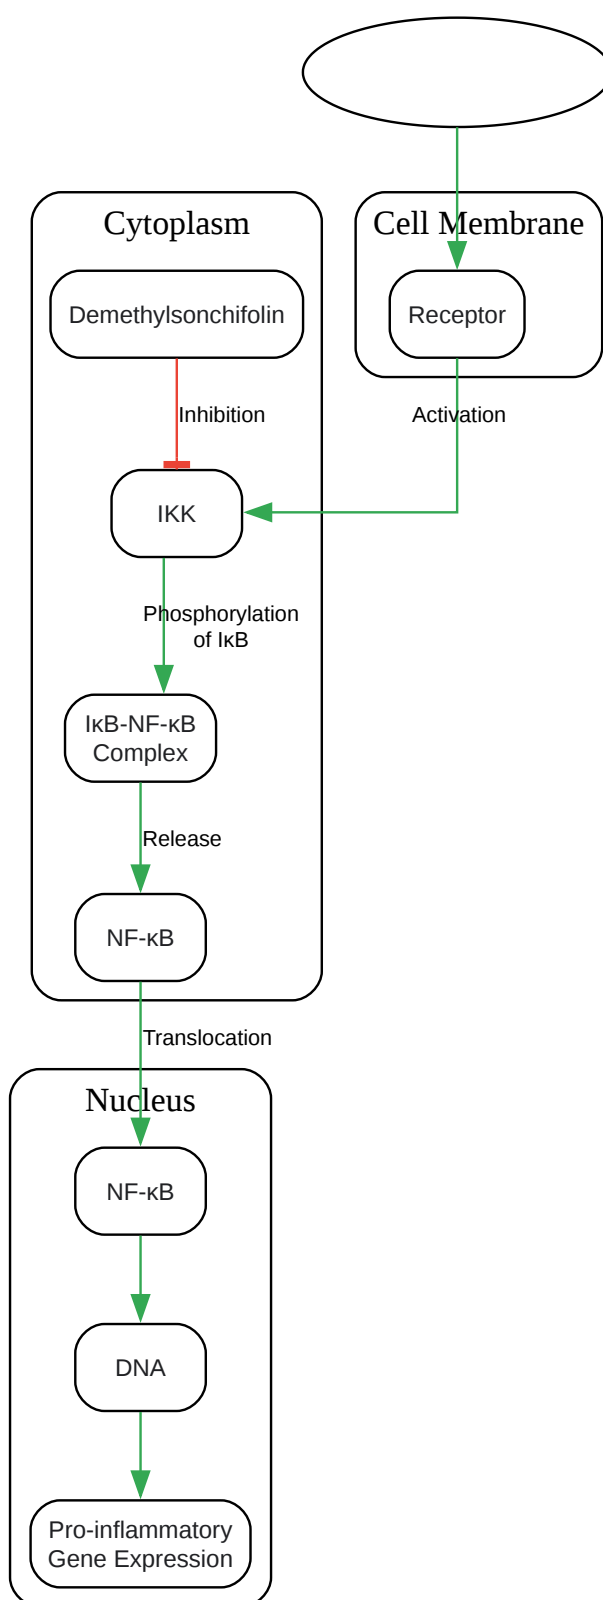 Cytoplasm
Cell Membrane
Demethylsonchifolin
Receptor
Inhibition
Activation
IKK
Phosphorylation
of IκB
IκB-NF-κB
Complex
Release
NF-κB
Translocation
Nucleus
NF-κB
DNA
Pro-inflammatory
Gene Expression